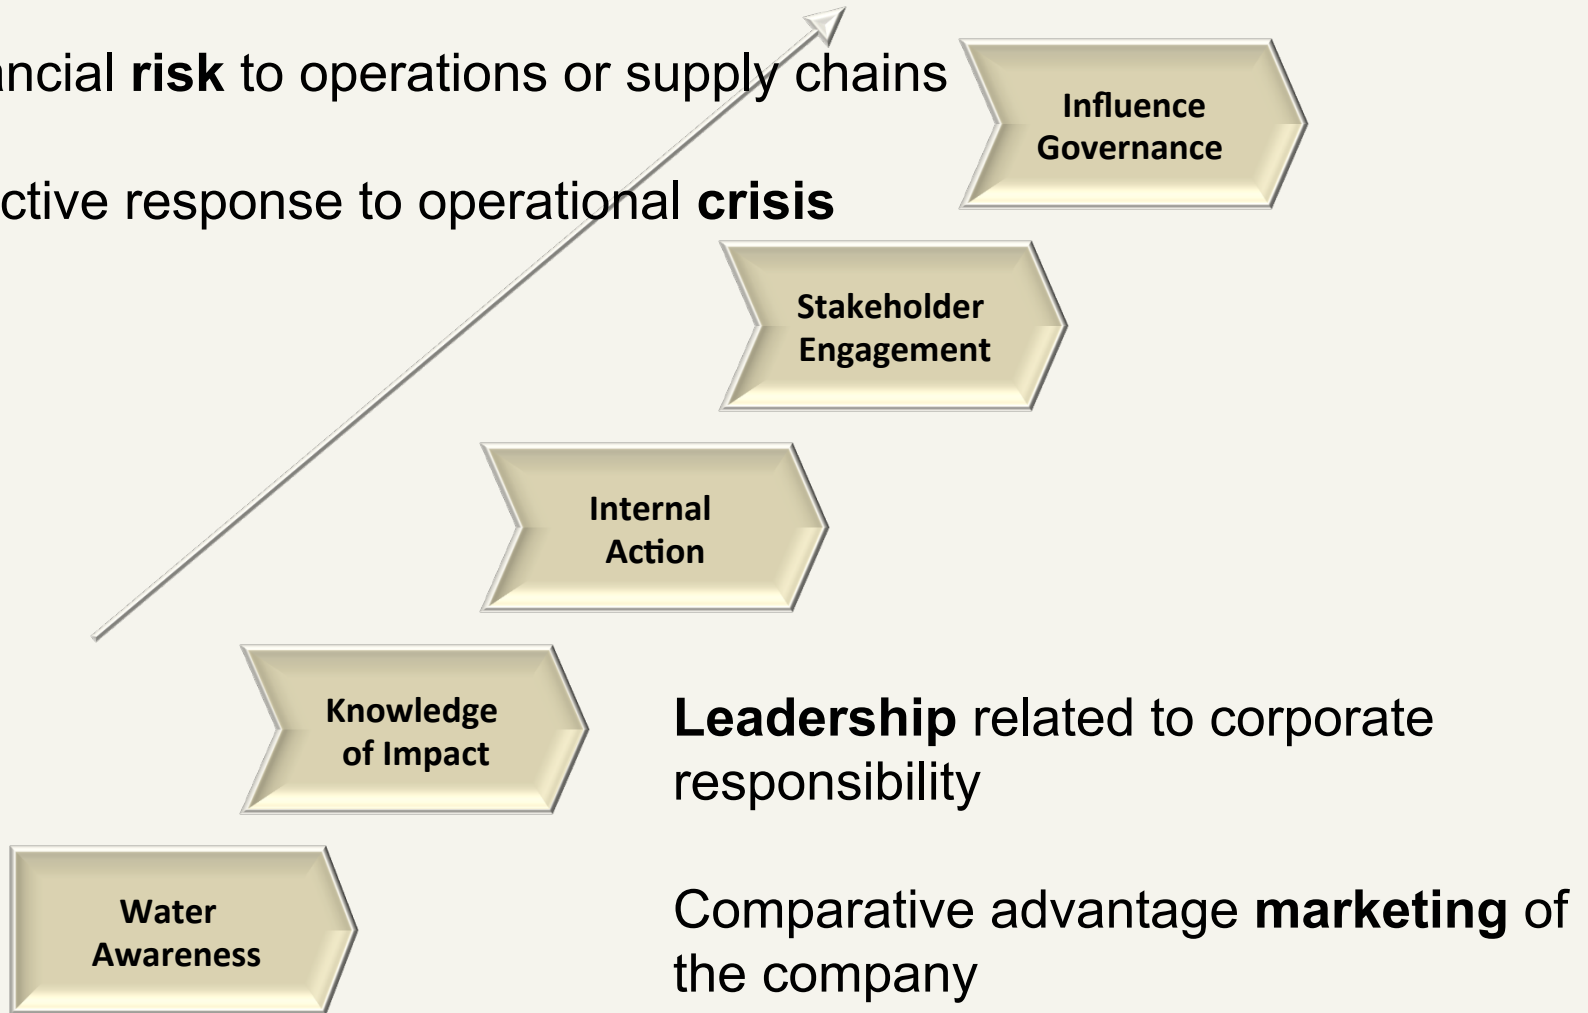 ancial risk to operations or supply chains
ctive response to operational crisis
Influence
Governance
Stakeholder
Engagement
Internal
Action
Knowledge
of Impact
Leadership related to corporate
responsibility
Water
Awareness
Comparative advantage marketing of
the company